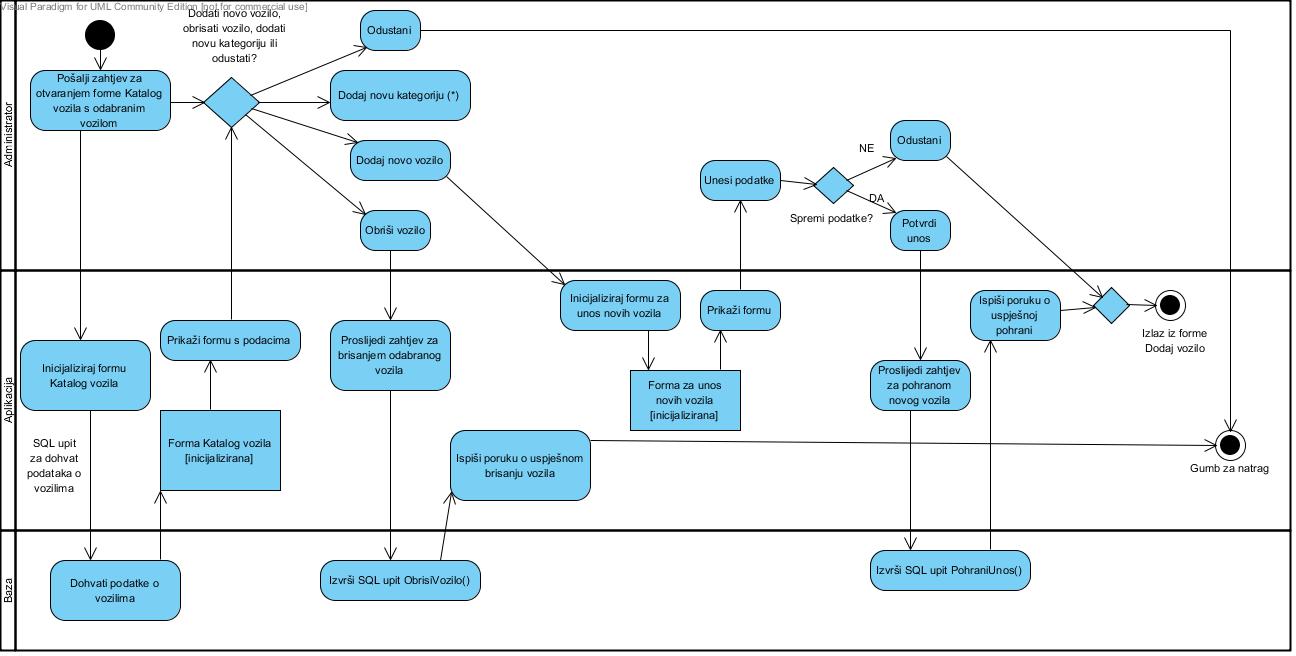 Visual Paradigm for UML Community Edition [not for commercial use]
Administrator
Pošalji zahtjev za
otvaranjem forme Katalog
vozila s odabranim
vozilom
Dodati novo vozilo,
obrisati vozilo, dodati
novu kategoriju ili
odustati?
Odustani
Dodaj novu kategoriju (*)
Dodaj novo vozilo
Obriši vozilo
Unesi podatke
Spremi podatke?
NE
DA
Odustani
Potvrdi
unos
Aplikacija
Inicijaliziraj formu
Katalog vozila
SQL upit
za dohvat
podataka o
vozilima
Prikaži formu s podacima
Forma Katalog vozila
[inicijalizirana]
Proslijedi zahtjev za
brisanjem odabranog
vozila
Ispiši poruku o uspješnom
brisanju vozila
Inicijaliziraj formu za
unos novih vozila
Forma za unos
novih vozila
[inicijalizirana]
Prikaži formu
Proslijedi zahtjev
za pohranom
novog vozila
Ispiši poruku o
uspješnoj
pohrani
Izlaz iz forme
Dodaj vozilo
Gumb za natrag
Baza
Dohvati podatke o
vozilima
Izvrši SQL upit ObrisiVozilo()
Izvrši SQL upit PohraniUnos()